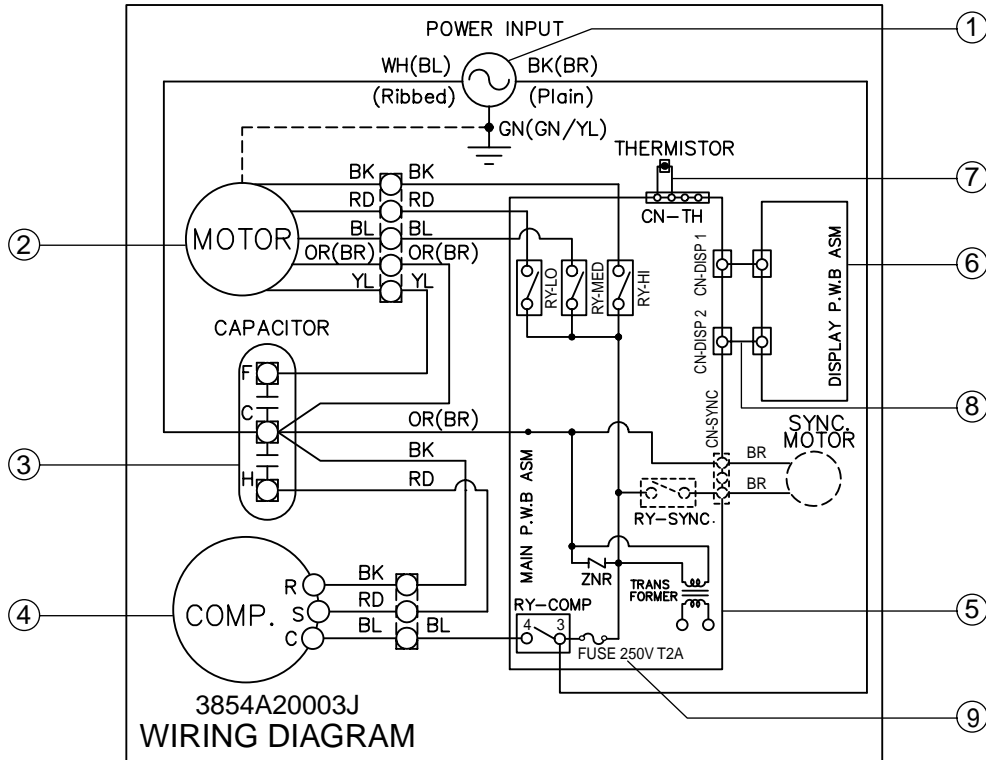 POWER INPUT
1
WH(BL)
BK(BR)
(Ribbed)
(Plain)
GN(GN/YL)
THERMISTOR
7
CN-TH
BK BK
RD RD
BL BL
OR(BR) OR(BR)
YL YL
MOTOR
2
RY-LO
RY-MED
RY-HI
CN-DISP 1
CN-DISP 2
DISPLAY P.W.B ASM
6
8
CAPACITOR
F
C
H
3
OR(BR)
BK
RD
MAIN P.W.B ASM
CN-SYNC
SYNC.
MOTOR
BR
BR
RY-SYNC.
ZNR
TRANS
FORMER
5
COMP.
4
R
S
C
BK
RD
BL BL
RY-COMP
4 3
FUSE 250V T2A
9
3854A20003J
WIRING DIAGRAM